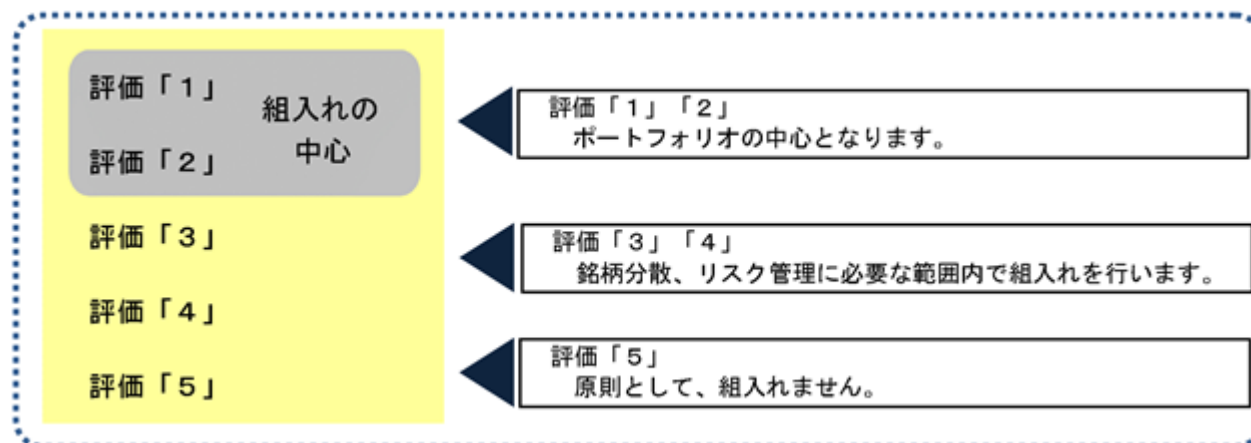 評価「１」
組入れの
中心
評価「２」
評価「３」
評価「４」
評価「５」
評価「１」「２」
ポートフォリオの中心となります。
評価「３」「４」
銘柄分散、リスク管理に必要な範囲内で組入れを行います。
評価「５」
原則として、組入れません。